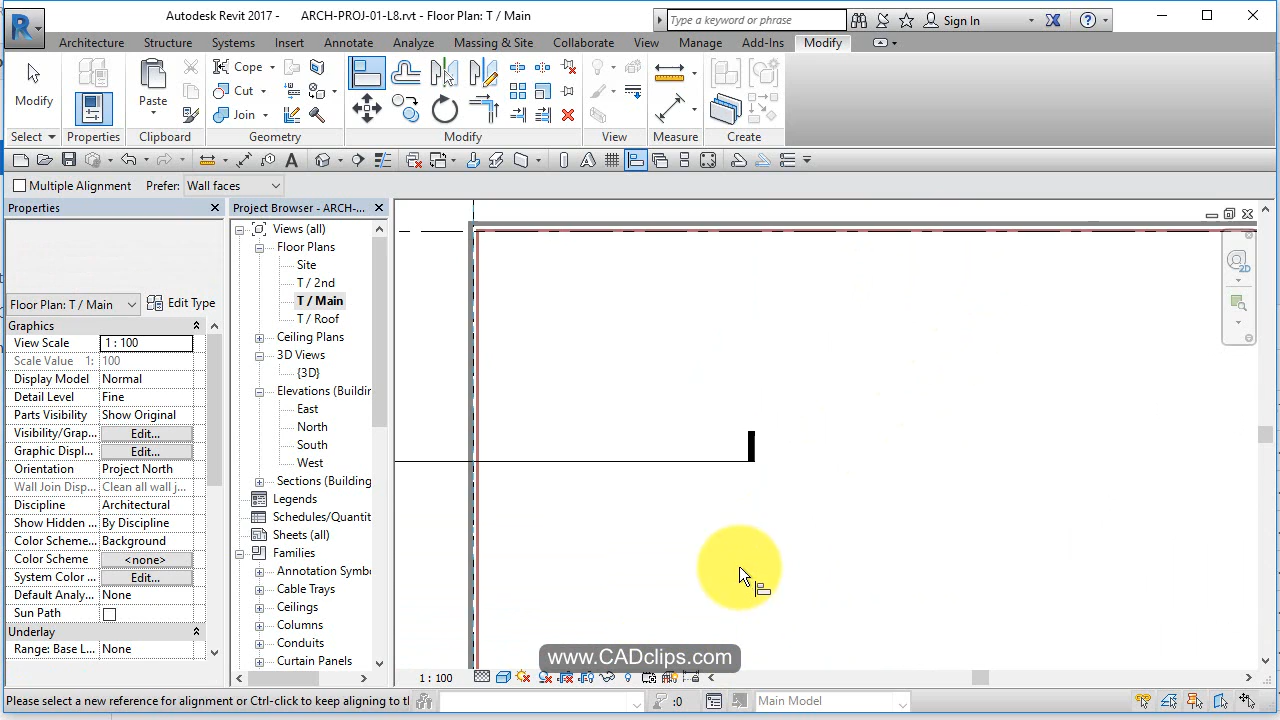 Autodesk Revit 2017 - ARCH-PROJ-01-L8.rvt - Floor Plan: T / Main
Type a keyword or phrase
Sign In
Architecture Structure Systems Insert Annotate Analyze Massing & Site Collaborate View Manage Add-Ins Modify
Modify
Properties
Paste
Cope
Cut
Join
Select Properties Clipboard Geometry Modify View Measure Create
Multiple Alignment Prefer: Wall faces
Properties
Floor Plan: T / Main
Edit Type
Graphics
View Scale 1 : 100
Scale Value 1: 100
Display Model Normal
Detail Level Fine
Parts Visibility Show Original
Visibility/Grap... Edit...
Graphic Displ... Edit...
Orientation Project North
Wall Join Disp... Clean all wall j...
Discipline Architectural
Show Hidden ... By Discipline
Color Scheme... Background
Color Scheme <none>
System Color ... Edit...
Default Analy... None
Sun Path
Underlay
Range: Base L... None
Project Browser - ARCH-...
Views (all)
Floor Plans
Site
T / 2nd
T / Main
T / Roof
Ceiling Plans
3D Views
{3D}
Elevations (Buildin
East
North
South
West
Sections (Building
Legends
Schedules/Quantit
Sheets (all)
Families
Annotation Symb
Cable Trays
Ceilings
Columns
Conduits
Curtain Panels
2D
www.CADclips.com
1 : 100
Please select a new reference for alignment or Ctrl-click to keep aligning to tl
:0
Main Model